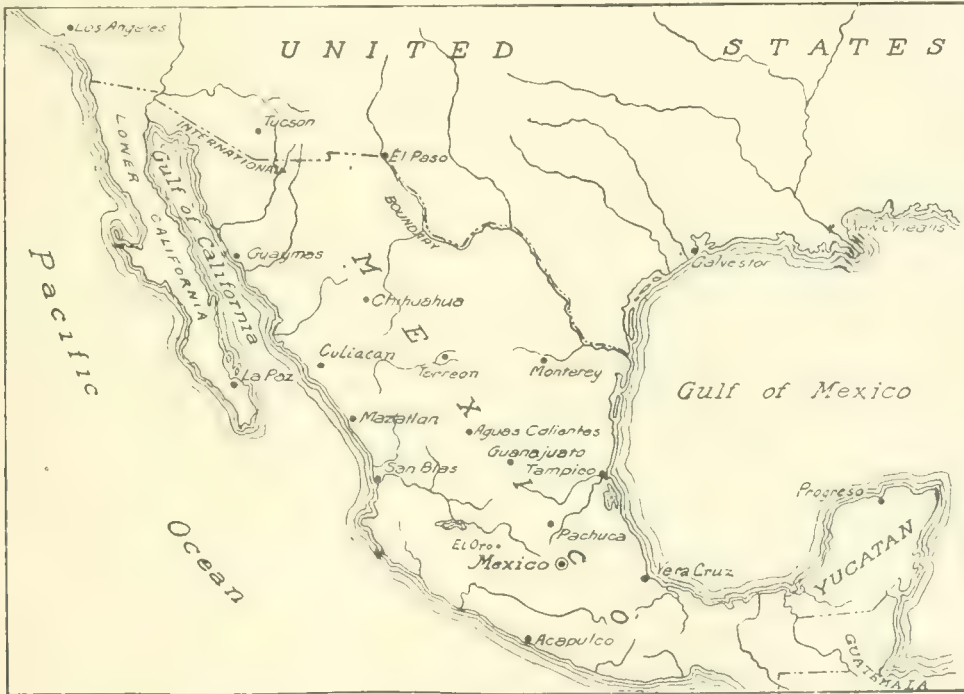 Los Angeles
UNITED STATES
Tucson
INTERNATIONAL
El Paso
BOUNDARY
LOWER
CALIFORNIA
Gulf of California
Guaymas
New Orleans
Galveston
Pacific
Ocean
MEXICO
Chihuahua
Culiacan
Torreon
Monterey
La Paz
Gulf of Mexico
Mazatlan
Aguas Calientes
Guanajuato
Tampico
San Blas
Progreso
Pachuca
El Oro
Mexico
Vera Cruz
YUCATAN
Acapulco
GUATEMALA